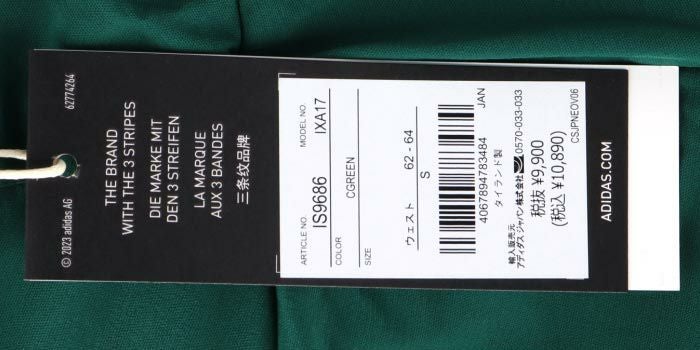 62774264
THE BRAND
WITH THE 3 STRIPES
DIE MARKE MIT
DEN 3 STREIFEN
LA MARQUE
AUX 3 BANDES
三条纹品牌
© 2023 adidas AG
ARTICLE NO. MODEL NO.
IS9686 IXA17
COLOR
CGREEN
SIZE
ウェスト 62 - 64
S
4067894783484 JAN
タイランド製
輸入販売元
アディダス ジャパン株式会社 0570-033-033
税抜 ¥9,900
(税込 ¥10,890)
CSJPNEOV06
ADIDAS.COM